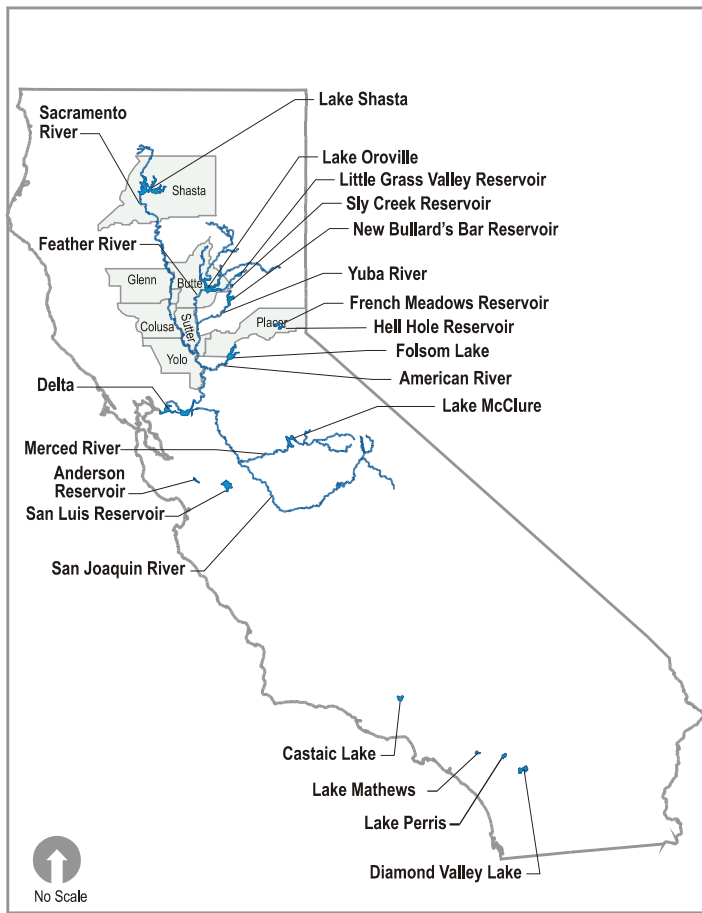 Lake Shasta
Sacramento
River
Lake Oroville
Shasta
Little Grass Valley Reservoir
Sly Creek Reservoir
New Bullard's Bar Reservoir
Feather River
Yuba River
Glenn
Butte
French Meadows Reservoir
Placer
Colusa
Sutter
Hell Hole Reservoir
Yolo
Folsom Lake
American River
Delta
Lake McClure
Merced River
Anderson
Reservoir
San Luis Reservoir
San Joaquin River
Castaic Lake
Lake Mathews
Lake Perris
Diamond Valley Lake
No Scale